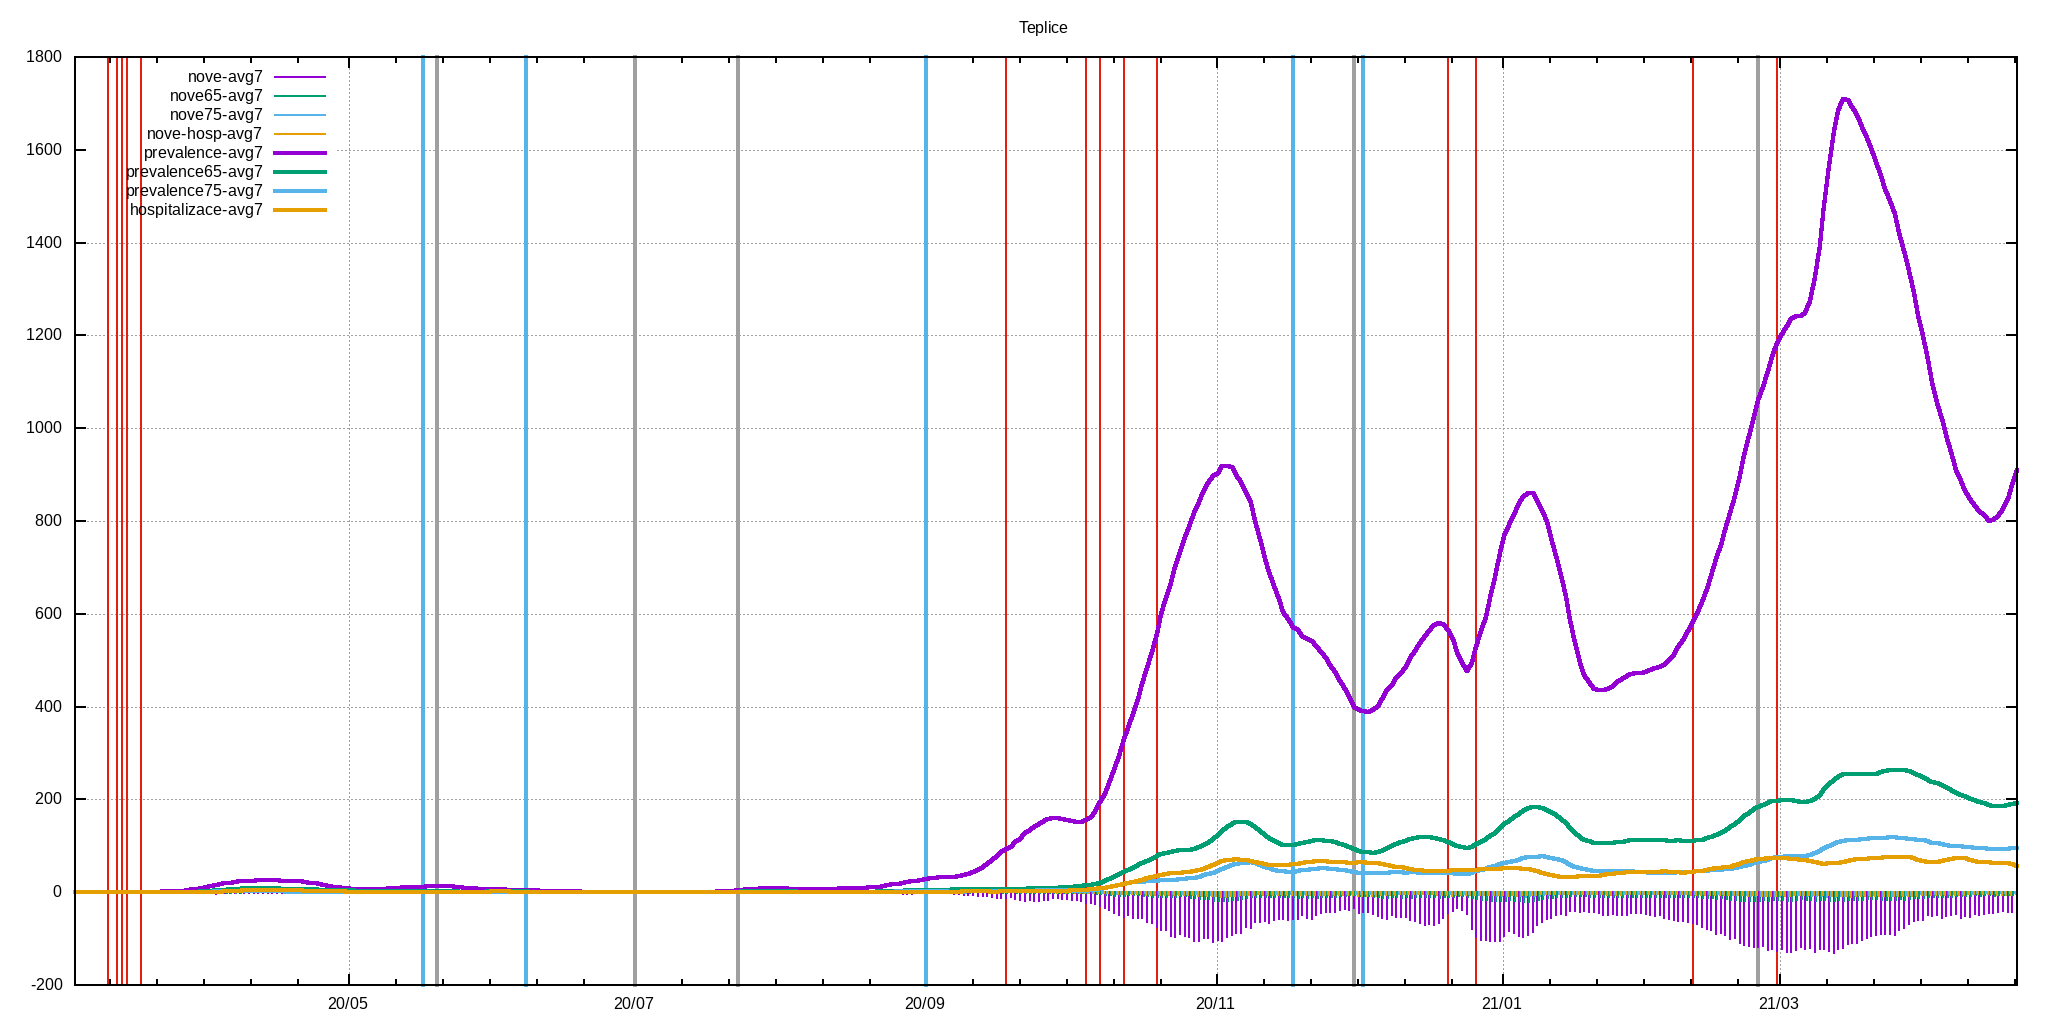 Teplice
1800
1600
1400
1200
1000
800
600
400
200
0
-200
nove-avg7
nove65-avg7
nove75-avg7
nove-hosp-avg7
prevalence-avg7
prevalence65-avg7
prevalence75-avg7
hospitalizace-avg7
20/05 20/07 20/09 20/11 21/01 21/03